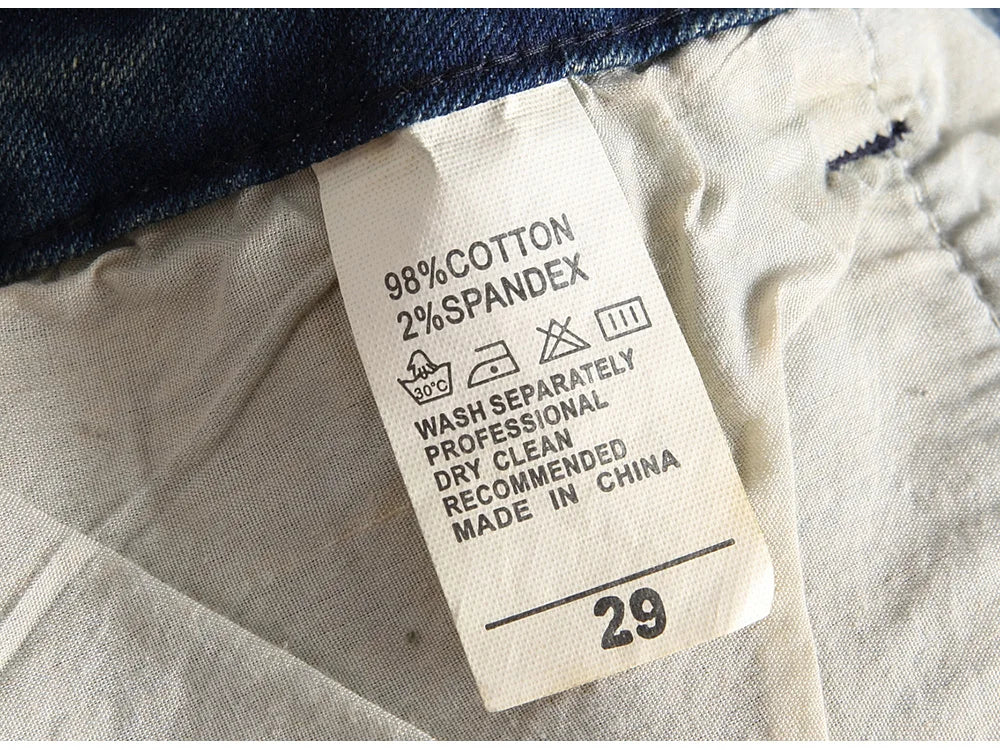 98%COTTON
2%SPANDEX
30°C
WASH SEPARATELY
PROFESSIONAL
DRY CLEAN
RECOMMENDED
MADE IN CHINA
29